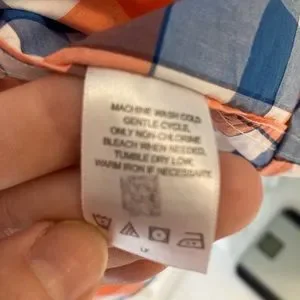 MACHINE WASH COLD
GENTLE CYCLE,
ONLY NON-CHLORINE
BLEACH WHEN NEEDED,
TUMBLE DRY LOW,
WARM IRON IF NECESSARY.